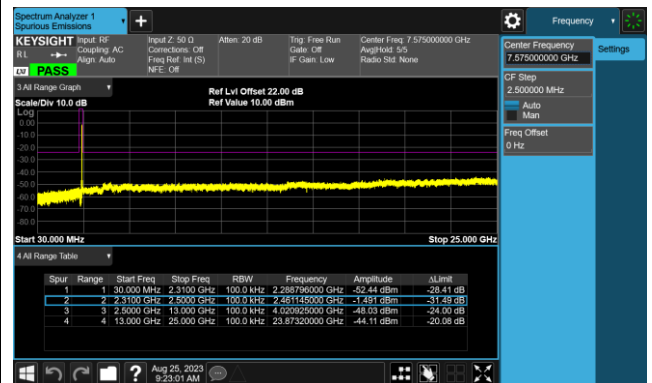 Spectrum Analyzer 1
Spurious Emissions
Frequency
KEYSIGHT
Input: RF
Coupling: AC
Align: Auto
Input Z: 50 Ω
Corrections: Off
Freq Ref: Int (S)
NFE: Off
Atten: 20 dB
Trig: Free Run
Gate: Off
IF Gain: Low
Center Freq: 7.575000000 GHz
Avg|Hold: 5/5
Radio Std: None
RL
LXI
PASS
Center Frequency
7.575000000 GHz
Settings
CF Step
2.500000 MHz
Auto
Man
Freq Offset
0 Hz
3 All Range Graph
Scale/Div 10.0 dB
Ref Lvl Offset 22.00 dB
Ref Value 10.00 dBm
Log
0.00
-10.0
-20.0
-30.0
-40.0
-50.0
-60.0
-70.0
-80.0
Start 30.000 MHz
Stop 25.000 GHz
4 All Range Table
Spur Range Start Freq Stop Freq RBW Frequency Amplitude ΔLimit
1 1 30.000 MHz 2.3100 GHz 100.0 kHz 2.288796000 GHz -52.44 dBm -28.41 dB
2 2 2.3100 GHz 2.5000 GHz 100.0 kHz 2.461145000 GHz -1.491 dBm -31.49 dB
3 3 2.5000 GHz 13.000 GHz 100.0 kHz 4.020925000 GHz -48.03 dBm -24.00 dB
4 4 13.000 GHz 25.000 GHz 100.0 kHz 23.87320000 GHz -44.11 dBm -20.08 dB
?
Aug 25, 2023
9:23:01 AM